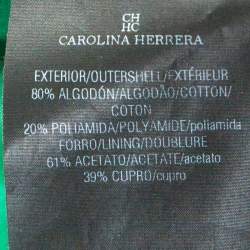 CH
HC
CAROLINA HERRERA
EXTERIOR/OUTERSHELL/EXTÉRIEUR
80% ALGODÓN/ALGODÃO/COTTON/
COTON
20% POLIAMIDA/POLYAMIDE/poliamida
FORRO/LINING/DOUBLURE
61% ACETATO/ACETATE/acetato
39% CUPRO/cupro